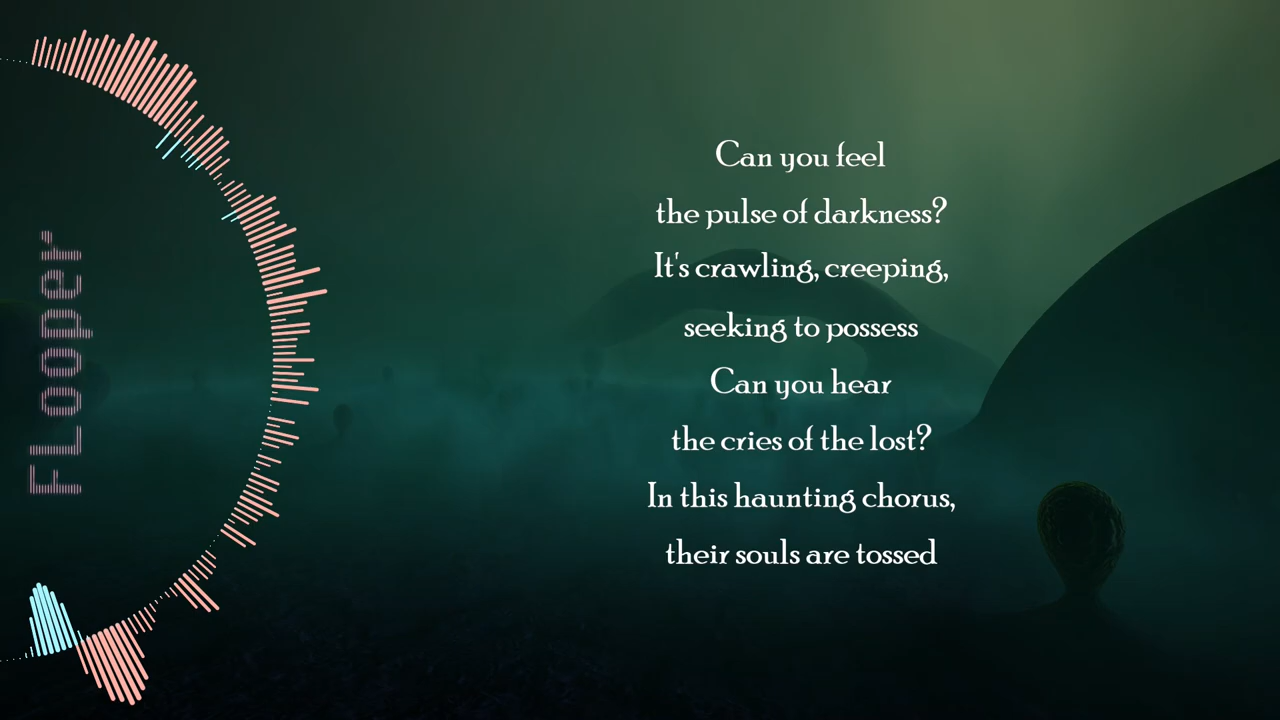 FLooper
Can you feel
the pulse of darkness?
It's crawling, creeping,
seeking to possess
Can you hear
the cries of the lost?
In this haunting chorus,
their souls are tossed